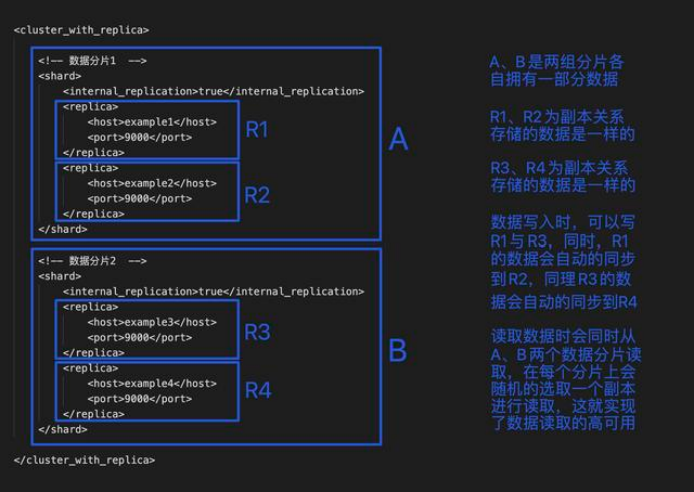 <cluster_with_replica>
<!-- 数据分片1  -->
<shard>
<internal_replication>true</internal_replication>
<replica>
<host>example1</host>
<port>9000</port>
</replica>
R1
<replica>
<host>example2</host>
<port>9000</port>
</replica>
R2
</shard>
A
<!-- 数据分片2  -->
<shard>
<internal_replication>true</internal_replication>
<replica>
<host>example3</host>
<port>9000</port>
</replica>
R3
<replica>
<host>example4</host>
<port>9000</port>
</replica>
R4
</shard>
B
</cluster_with_replica>
A、B是两组分片各
自拥有一部分数据
R1、R2为副本关系
存储的数据是一样的
R3、R4为副本关系
存储的数据是一样的
数据写入时，可以写
R1与R3，同时，R1
的数据会自动的同步
到R2，同理R3的数
据会自动的同步到R4
读取数据时会同时从
A、B两个数据分片读
取，在每个分片上会
随机的选取一个副本
进行读取，这就实现
了数据读取的高可用